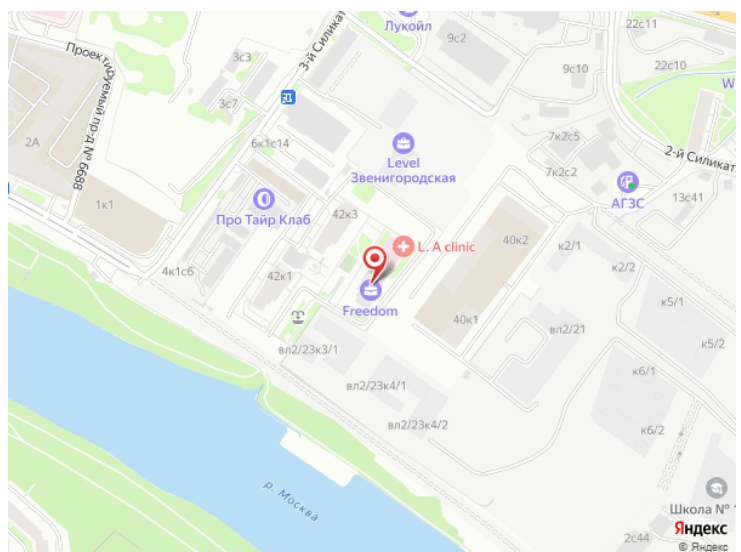 Лукойл
9с2
22с11
22с10
9с10
W
3-й Силикат
3с3
3с7
Проектируемый пр-д № 6688
2А
6к1с14
Level
Звенигородская
7к2с5
7к2с2
2-й Силикат
АГЗС
13с41
1к1
Про Тайр Клаб
42к3
L. A clinic
40к2
к2/1
к2/2
4к1с6
42к1
Freedom
40к1
к5/1
вл2/21
к5/2
вл2/23к3/1
к6/1
вл2/23к4/1
вл2/23к4/2
к6/2
р. Москва
Школа № 1
Яндекс
2с44
© Яндекс